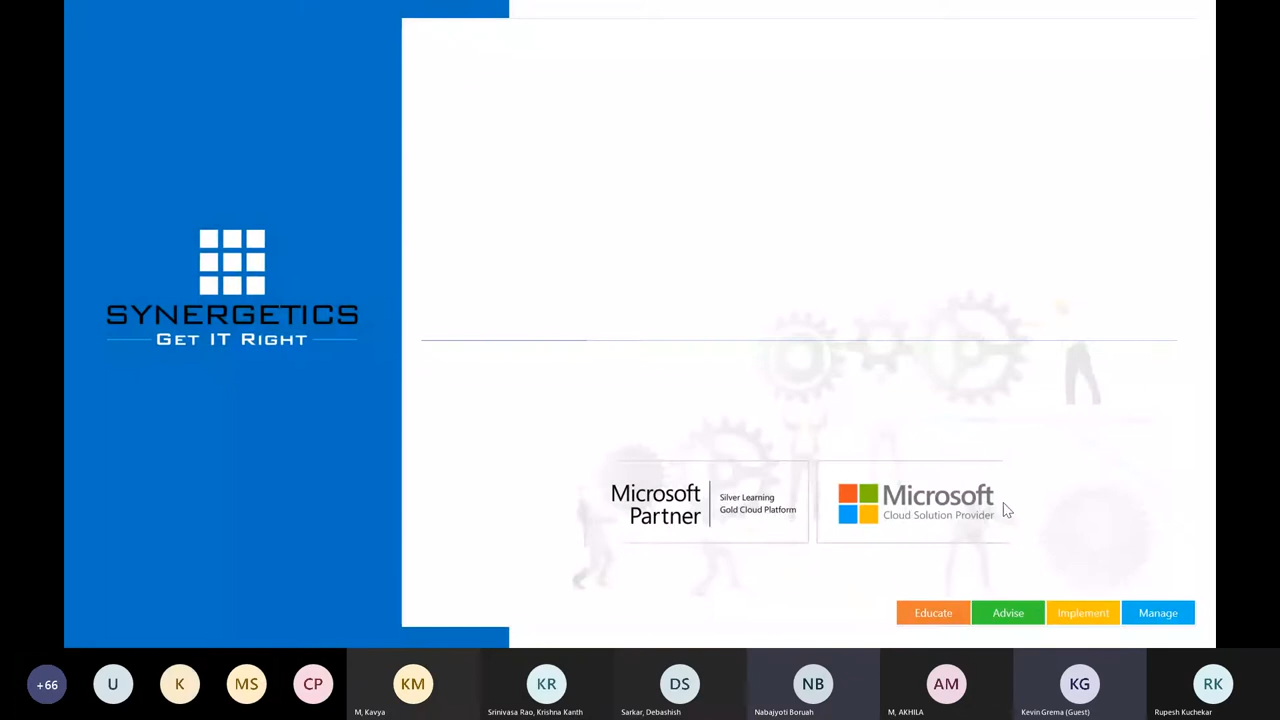 SYNERGETICS
GET IT RIGHT
Microsoft
Partner
Silver Learning
Gold Cloud Platform
Microsoft
Cloud Solution Provider
Educate
Advise
Implement
Manage
+66
U
K
MS
CP
KM
KR
DS
NB
AM
KG
RK
M, Kavya
Srinivasa Rao, Krishna Kanth
Sarkar, Debashish
Nabajyoti Boruah
M, AKHILA
Kevin Grema (Guest)
Rupesh Kuchekar